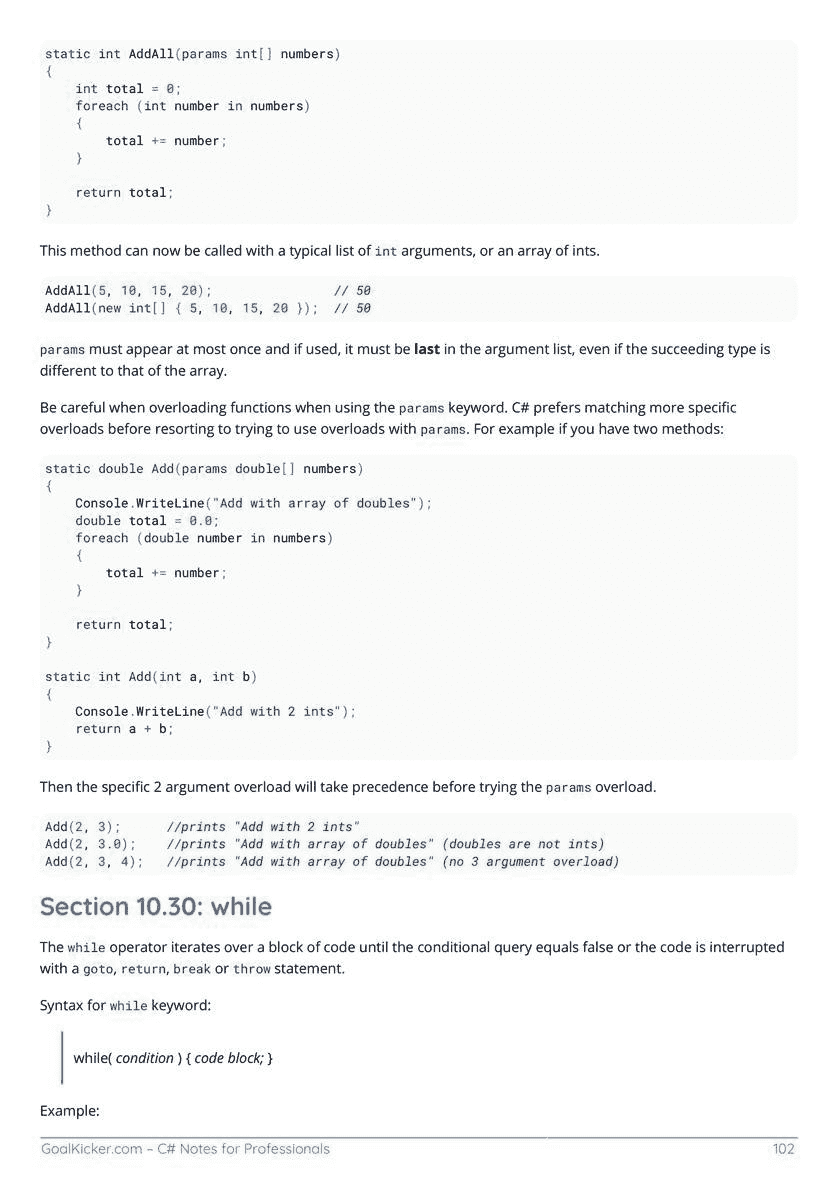 static int AddAll(params int[] numbers)
{
    int total = 0;
    foreach (int number in numbers)
    {
        total += number;
    }

    return total;
}
This method can now be called with a typical list of int arguments, or an array of ints.
AddAll(5, 10, 15, 20);                // 50
AddAll(new int[] { 5, 10, 15, 20 });  // 50
params must appear at most once and if used, it must be last in the argument list, even if the succeeding type is
different to that of the array.
Be careful when overloading functions when using the params keyword. C# prefers matching more specific
overloads before resorting to trying to use overloads with params. For example if you have two methods:
static double Add(params double[] numbers)
{
    Console.WriteLine("Add with array of doubles");
    double total = 0.0;
    foreach (double number in numbers)
    {
        total += number;
    }

    return total;
}

static int Add(int a, int b)
{
    Console.WriteLine("Add with 2 ints");
    return a + b;
}
Then the specific 2 argument overload will take precedence before trying the params overload.
Add(2, 3);      //prints "Add with 2 ints"
Add(2, 3.0);    //prints "Add with array of doubles" (doubles are not ints)
Add(2, 3, 4);   //prints "Add with array of doubles" (no 3 argument overload)
Section 10.30: while
The while operator iterates over a block of code until the conditional query equals false or the code is interrupted
with a goto, return, break or throw statement.
Syntax for while keyword:
while( condition ) { code block; }
Example:
GoalKicker.com – C# Notes for Professionals 102